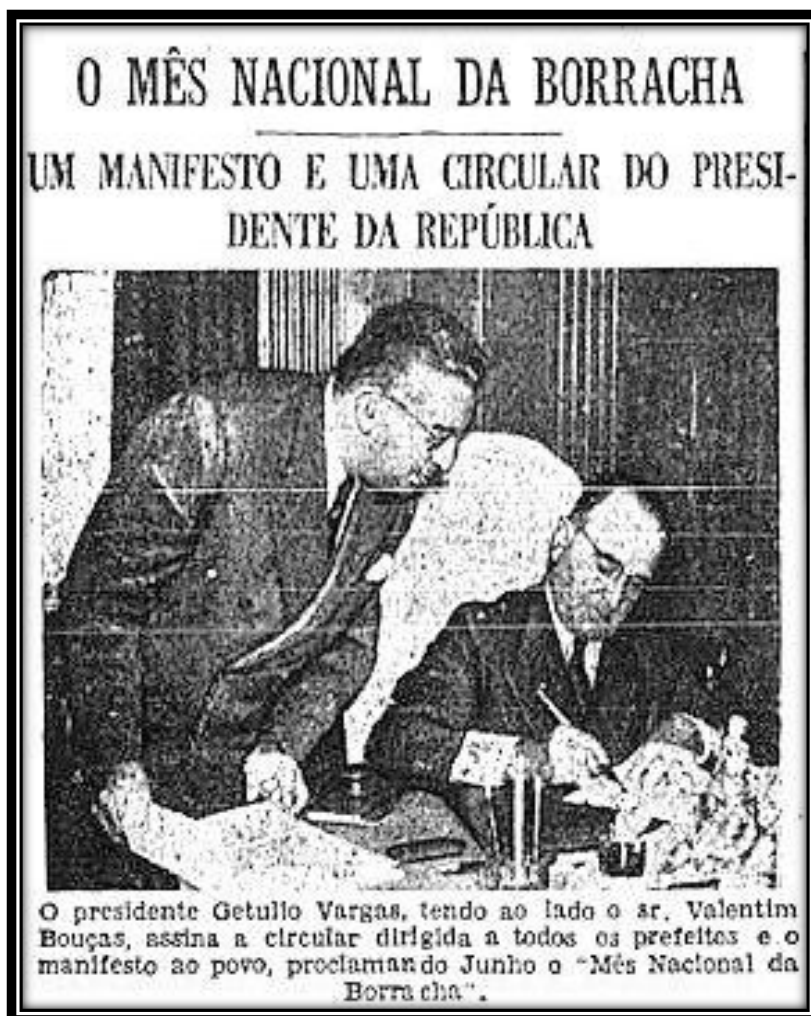 O MÊS NACIONAL DA BORRACHA
UM MANIFESTO E UMA CIRCULAR DO PRESI-
DENTE DA REPÚBLICA
O presidente Getulio Vargas, tendo ao lado o sr. Valentim
Bouças, assina a circular dirigida a todos os prefeitos e o
manifesto ao povo, proclamando Junho o "Mês Nacional da
Borracha".